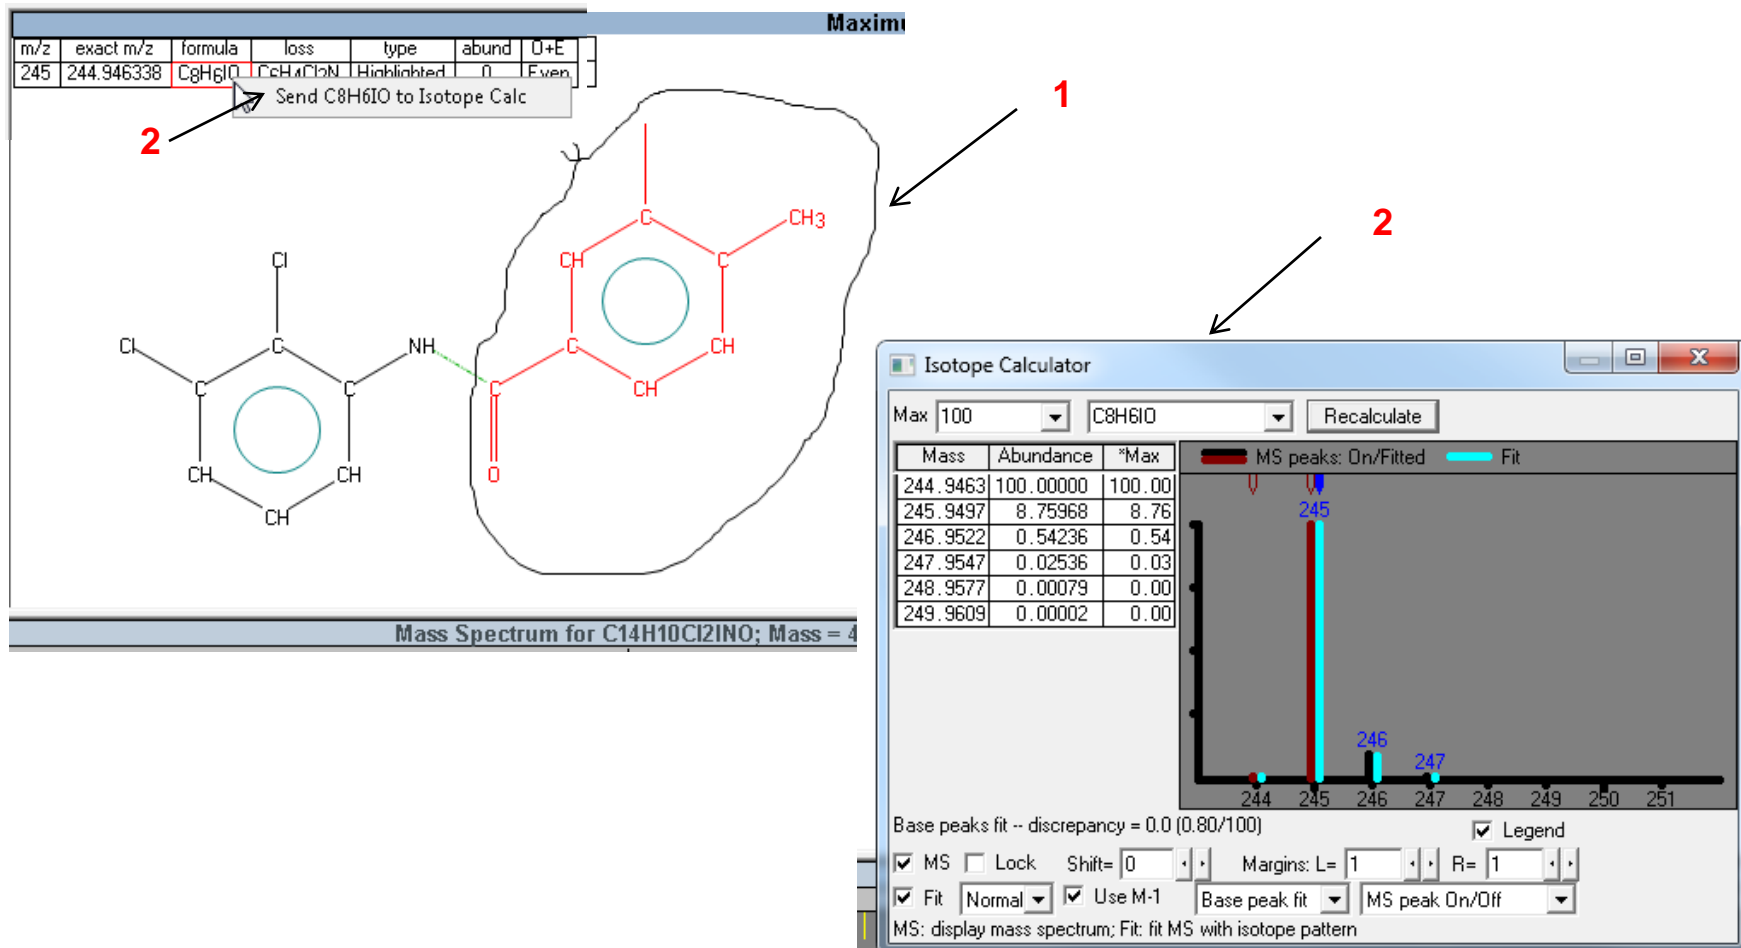 Maximu
m/z exact m/z formula loss type abund O+E
245 244.946338 C8H6IO C6H4Cl2N Highlighted 0 Even
Send C8H6IO to Isotope Calc
2
1
2
CH3
C
CH
C
Cl
Cl
C
NH
C
CH
C
C
C
CH
O
CH
CH
CH
Mass Spectrum for C14H10Cl2INO; Mass = 4
Isotope Calculator
Max 100 C8H6IO Recalculate
Mass Abundance *Max
244.9463 100.00000 100.00
245.9497 8.75968 8.76
246.9522 0.54236 0.54
247.9547 0.02536 0.03
248.9577 0.00079 0.00
249.9609 0.00002 0.00
MS peaks: On/Fitted Fit
245
246
247
244 245 246 247 248 249 250 251
Base peaks fit -- discrepancy = 0.0 (0.80/100) Legend
MS Lock Shift= 0 Margins: L= 1 R= 1
Fit Normal Use M-1 Base peak fit MS peak On/Off
MS: display mass spectrum; Fit: fit MS with isotope pattern